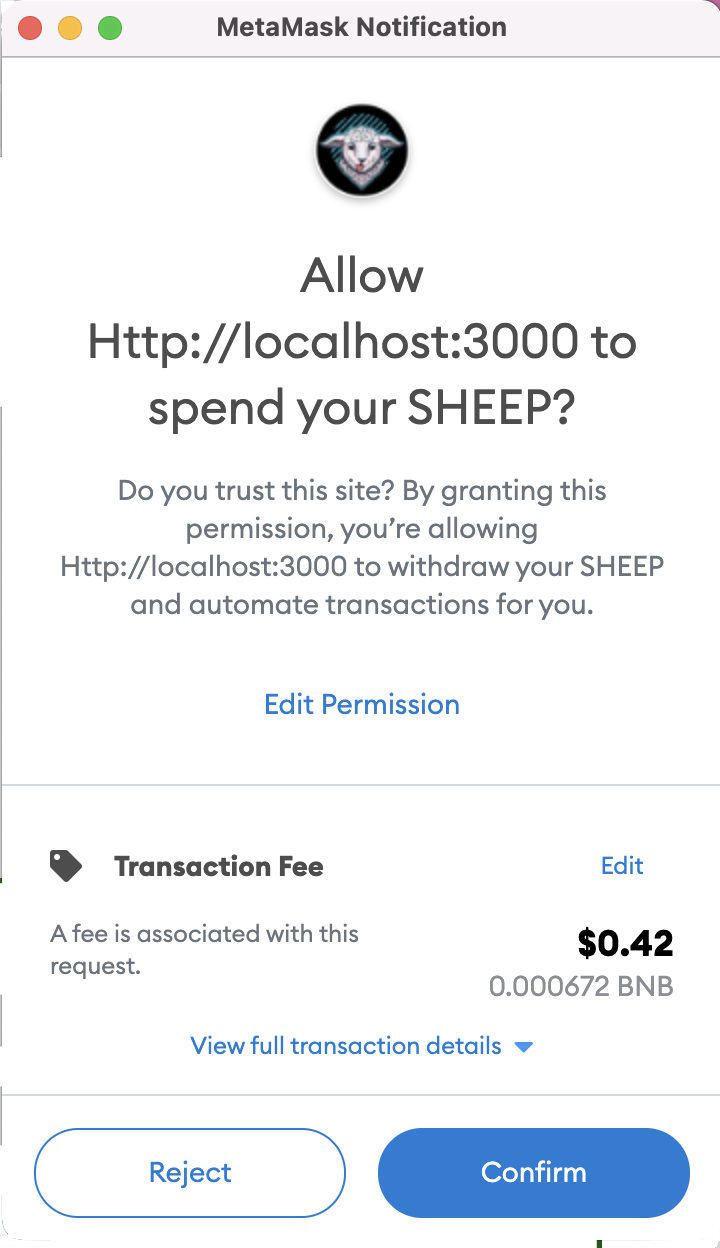 MetaMask Notification
Allow
Http://localhost:3000 to
spend your SHEEP?
Do you trust this site? By granting this
permission, you’re allowing
Http://localhost:3000 to withdraw your SHEEP
and automate transactions for you.
Edit Permission
Transaction Fee
Edit
A fee is associated with this
request.
$0.42
0.000672 BNB
View full transaction details
Reject
Confirm